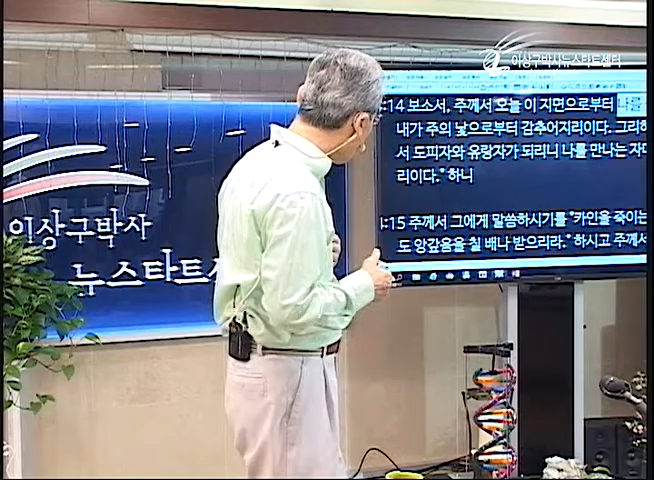 이상구박사뉴스타트센터
:14 보소서, 주께서 오늘 이 지면으로부터 나를
내가 주의 낯으로부터 감추어지리이다. 그리하
서 도피자와 유랑자가 되리니 나를 만나는 자마
리이다." 하니
:15 주께서 그에게 말씀하시기를 "카인을 죽이는
도 앙갚음을 칠 배나 받으리라." 하시고 주께서
이상구박사
뉴스타트